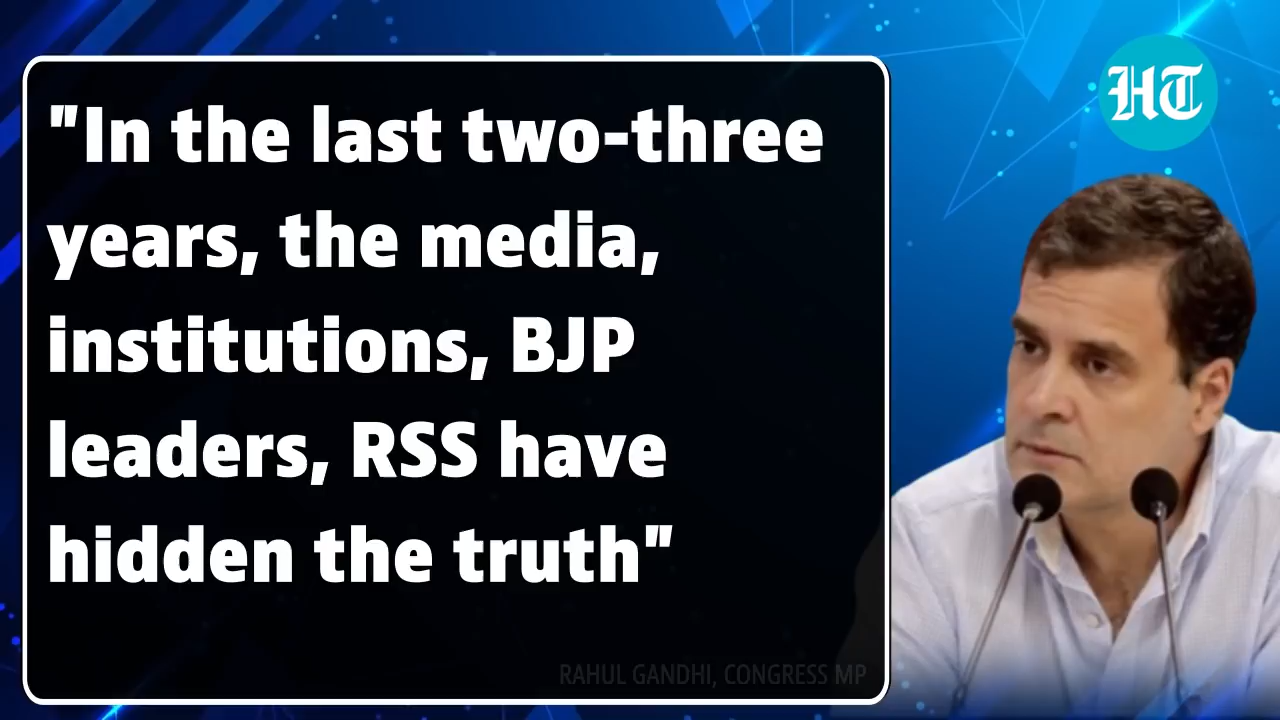 "In the last two-three
years, the media,
institutions, BJP
leaders, RSS have
hidden the truth"
RAHUL GANDHI, CONGRESS MP
HT